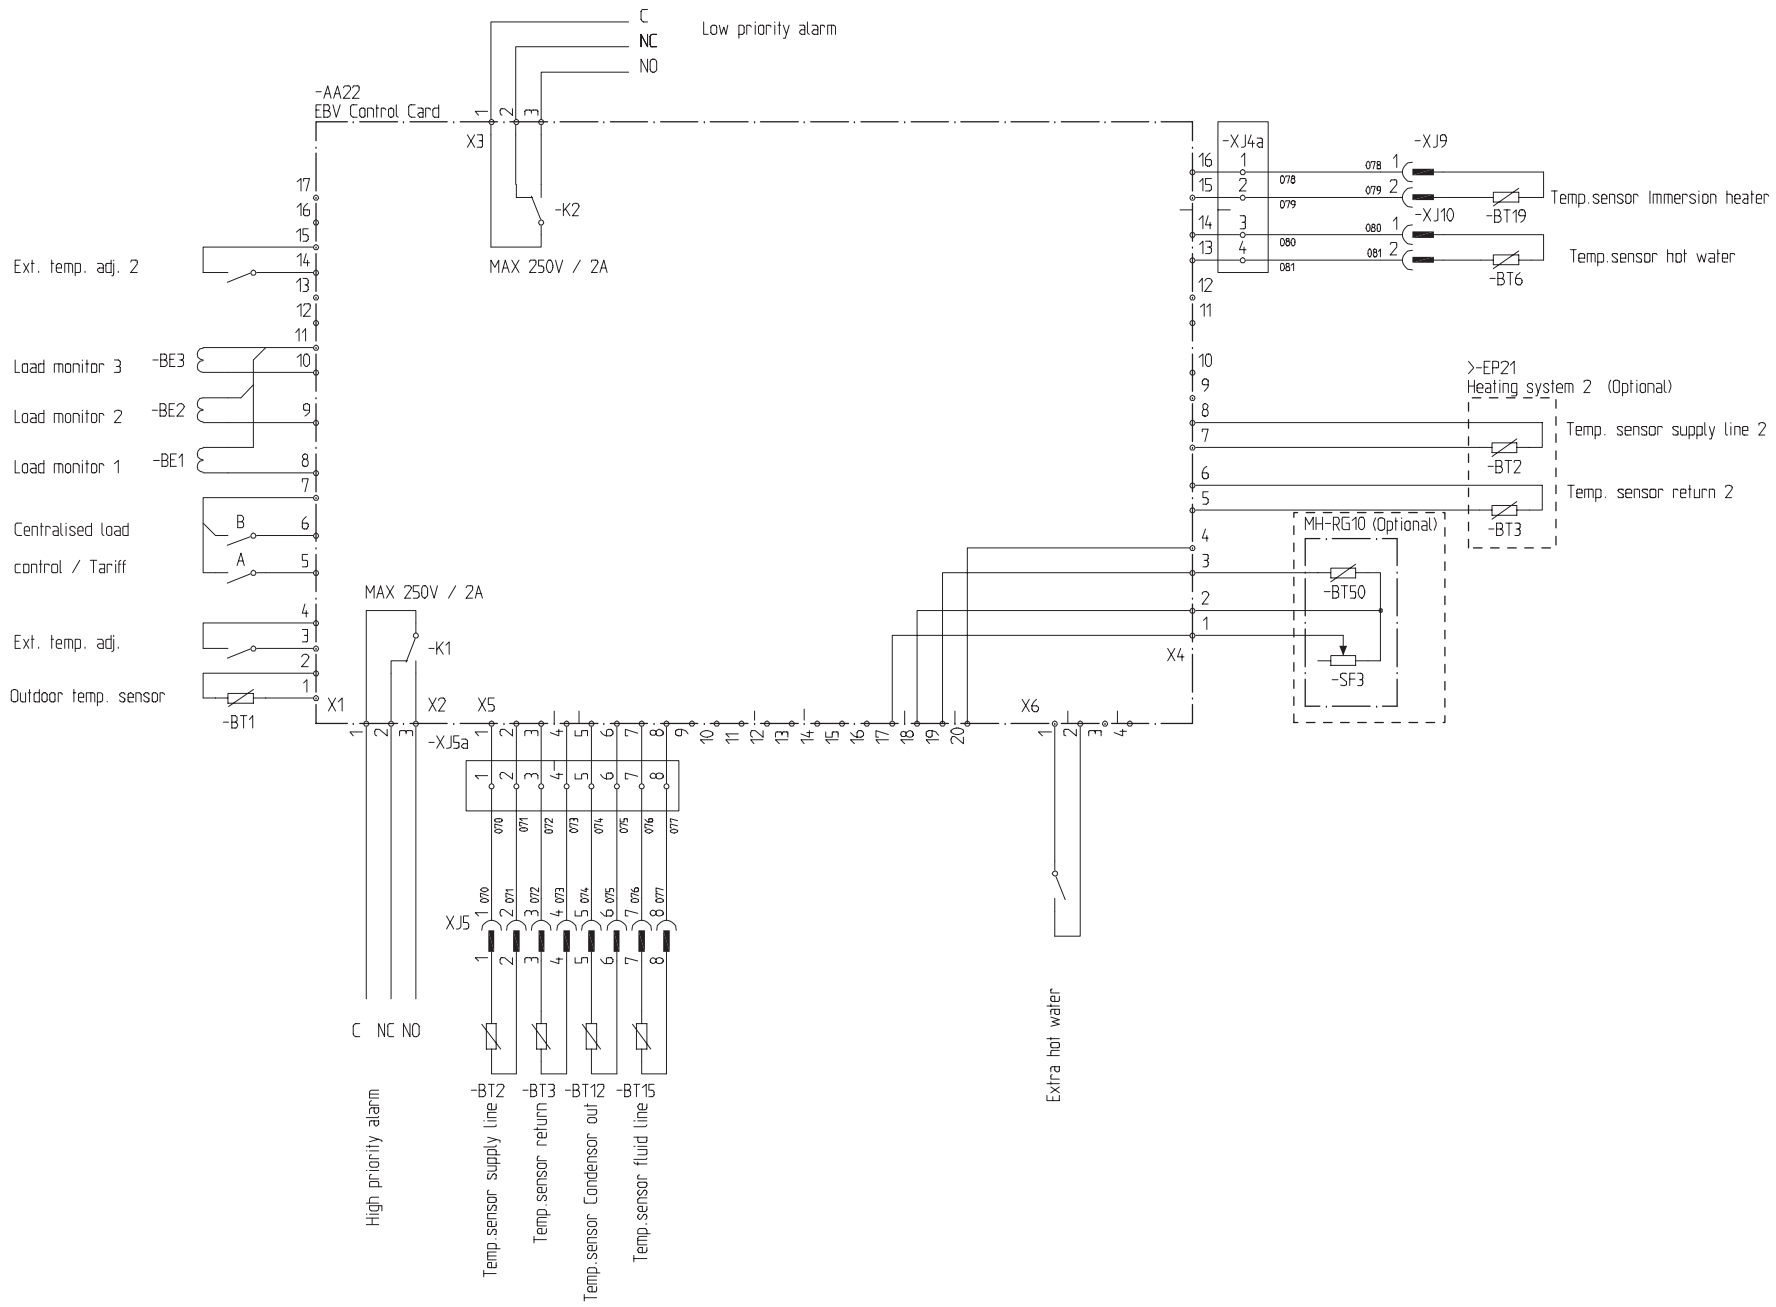 C
Low priority alarm
NC
NO
-AA22
EBV Control Card
1 2 3
X3
-K2
MAX 250V / 2A
17
16
15
14
13
12
11
10
9
8
7
6
5
4
3
2
1
X1
Ext. temp. adj. 2
Load monitor 3 -BE3
Load monitor 2 -BE2
Load monitor 1 -BE1
Centralised load
control / Tariff
B
A
Ext. temp. adj.
Outdoor temp. sensor
-BT1
MAX 250V / 2A
-K1
X2
1 2 3
C NC NO
High priority alarm
X5
1 2 3 4 5 6 7 8 9 10 11 12 13 14 15 16 17 18 19 20
-XJ5a
1 2 3 4 5 6 7 8
070 071 072 073 074 075 076 077
070 071 072 073 074 075 076 077
XJ5
1 2 3 4 5 6 7 8
1 2 3 4 5 6 7 8
-BT2 -BT3 -BT12 -BT15
Temp.sensor supply line
Temp.sensor return
Temp.sensor Condensor out
Temp.sensor fluid line
X6
1 2 3 4
Extra hot water
16
15
14
13
12
11
10
9
8
7
6
5
4
3
2
1
X4
-XJ4a
1
2
3
4
078
079
080
081
078 1
079 2
080 1
081 2
-XJ9
-BT19
Temp.sensor Immersion heater
-XJ10
-BT6
Temp.sensor hot water
>-EP21
Heating system 2 (Optional)
Temp. sensor supply line 2
-BT2
Temp. sensor return 2
-BT3
MH-RG10 (Optional)
-BT50
-SF3